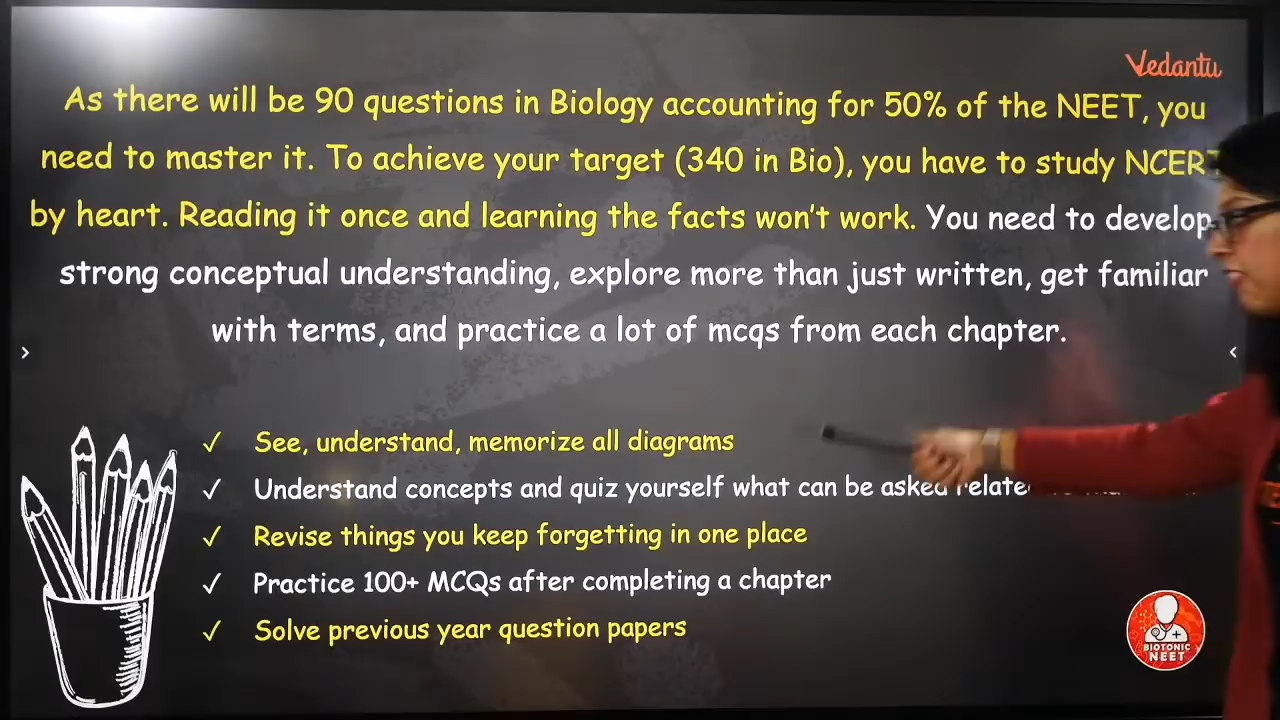 Vedantu
As there will be 90 questions in Biology accounting for 50% of the NEET, you
need to master it. To achieve your target (340 in Bio), you have to study NCERT
by heart. Reading it once and learning the facts won't work. You need to develop
strong conceptual understanding, explore more than just written, get familiar
with terms, and practice a lot of mcqs from each chapter.
✓ See, understand, memorize all diagrams
✓ Understand concepts and quiz yourself what can be asked
✓ Revise things you keep forgetting in one place
✓ Practice 100+ MCQs after completing a chapter
✓ Solve previous year question papers
BIOTONIC
NEET